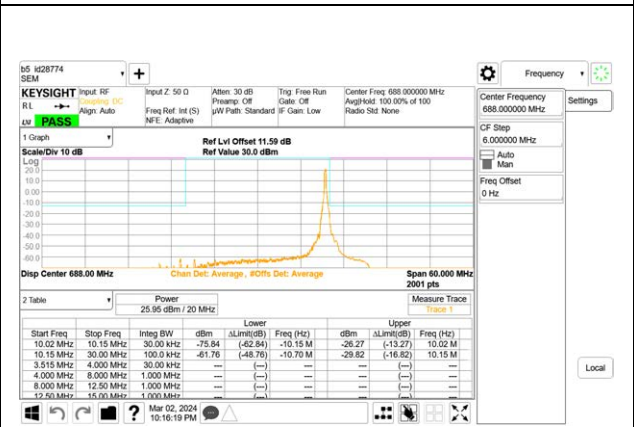 b5 id28774
SEM
Frequency
KEYSIGHT Input: RF Input Z: 50 Ω Atten: 30 dB Trig: Free Run Center Freq: 688.000000 MHz
RL Coupling: DC Preamp: Off Gate: Off Avg|Hold: 100.00% of 100
Align: Auto Freq Ref: Int (S) µW Path: Standard IF Gain: Low Radio Std: None
PASS NFE: Adaptive
Center Frequency
688.000000 MHz
Settings
CF Step
6.000000 MHz
Auto
Man
Freq Offset
0 Hz
1 Graph
Ref Lvl Offset 11.59 dB
Scale/Div 10 dB Ref Value 30.0 dBm
Log
20.0
10.0
0.00
-10.0
-20.0
-30.0
-40.0
-50.0
-60.0
Disp Center 688.00 MHz Chan Det: Average , #Offs Det: Average Span 60.000 MHz
2001 pts
2 Table Power Measure Trace
25.95 dBm / 20 MHz Trace 1
Lower Upper
Start Freq Stop Freq Integ BW dBm ΔLimit(dB) Freq (Hz) dBm ΔLimit(dB) Freq (Hz)
10.02 MHz 10.15 MHz 30.00 kHz -75.84 (-62.84) -10.15 M -26.27 (-13.27) 10.02 M
10.15 MHz 30.00 MHz 100.0 kHz -61.76 (-48.76) -10.70 M -29.82 (-16.82) 10.15 M
3.515 MHz 4.000 MHz 30.00 kHz --- (---) --- --- (---) ---
4.000 MHz 8.000 MHz 1.000 MHz --- (---) --- --- (---) ---
8.000 MHz 12.50 MHz 1.000 MHz --- (---) --- --- (---) ---
12.50 MHz 15.00 MHz 1.000 MHz --- (---) --- --- (---) ---
Local
Mar 02, 2024
10:16:19 PM